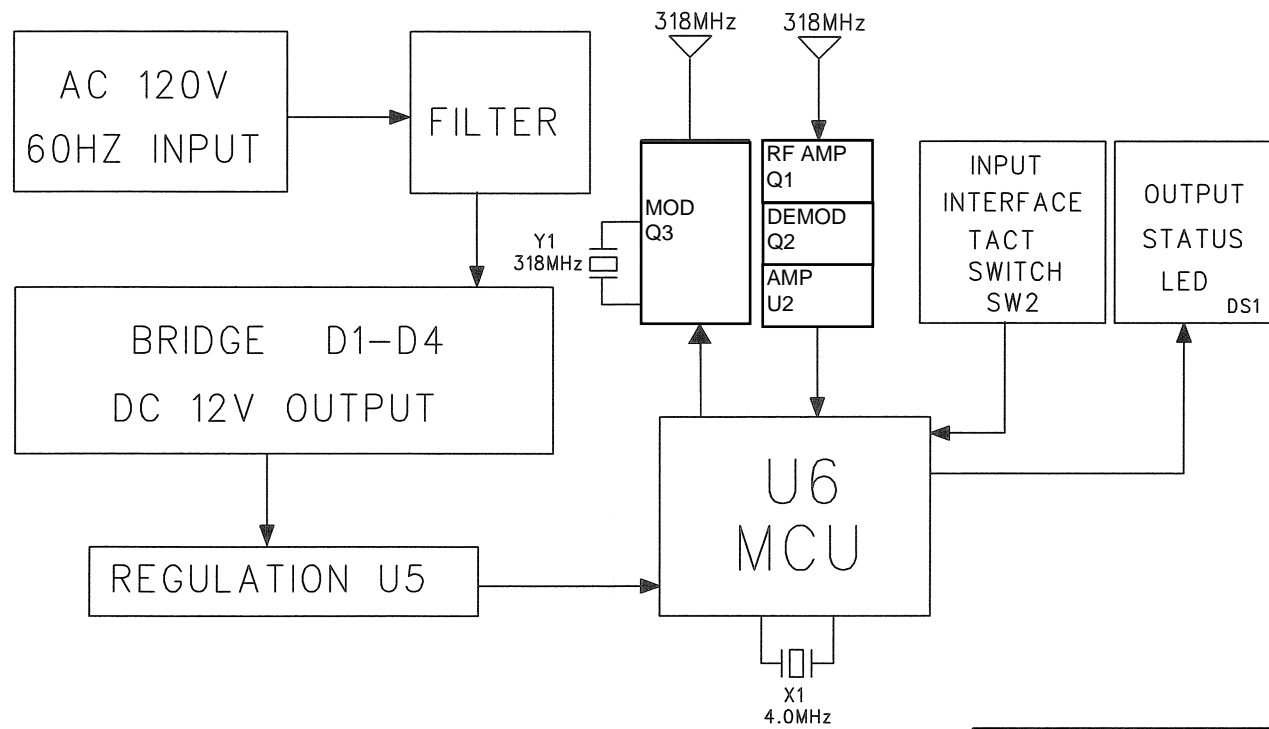 AC 120V
60HZ INPUT
FILTER
318MHz
318MHz
MOD
Q3
Y1
318MHz
RF AMP
Q1
DEMOD
Q2
AMP
U2
INPUT
INTERFACE
TACT
SWITCH
SW2
OUTPUT
STATUS
LED
DS1
BRIDGE D1-D4
DC 12V OUTPUT
REGULATION U5
U6
MCU
X1
4.0MHz